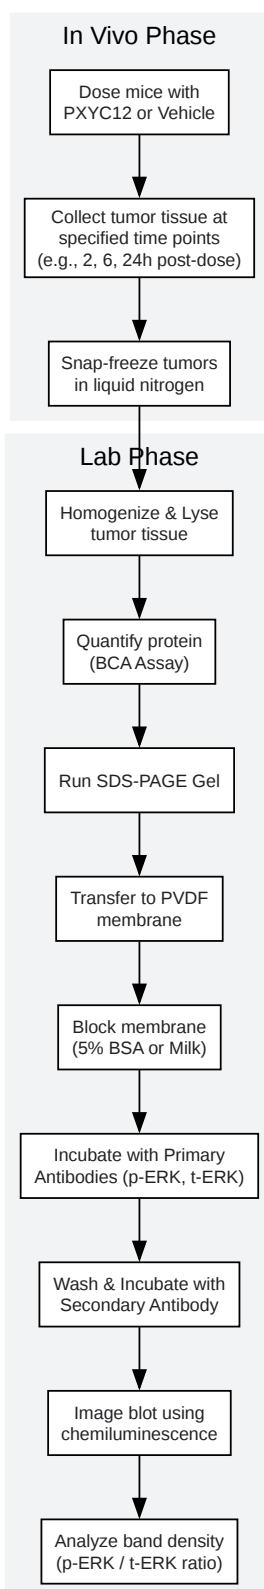 In Vivo Phase
Dose mice with
PXYC12 or Vehicle
Collect tumor tissue at
specified time points
(e.g., 2, 6, 24h post-dose)
Snap-freeze tumors
in liquid nitrogen
Lab Phase
Homogenize & Lyse
tumor tissue
Quantify protein
(BCA Assay)
Run SDS-PAGE Gel
Transfer to PVDF
membrane
Block membrane
(5% BSA or Milk)
Incubate with Primary
Antibodies (p-ERK, t-ERK)
Wash & Incubate with
Secondary Antibody
Image blot using
chemiluminescence
Analyze band density
(p-ERK / t-ERK ratio)